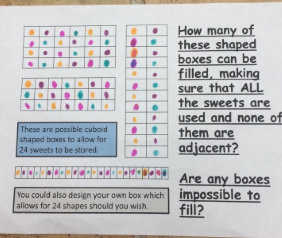 How many of
these shaped
boxes can be
filled, making
sure that ALL
the sweets are
used and none of
them are
adjacent?
These are possible cuboid
shaped boxes to allow for
24 sweets to be stored.
Are any boxes
impossible to
fill?
You could also design your own box which
allows for 24 shapes should you wish.